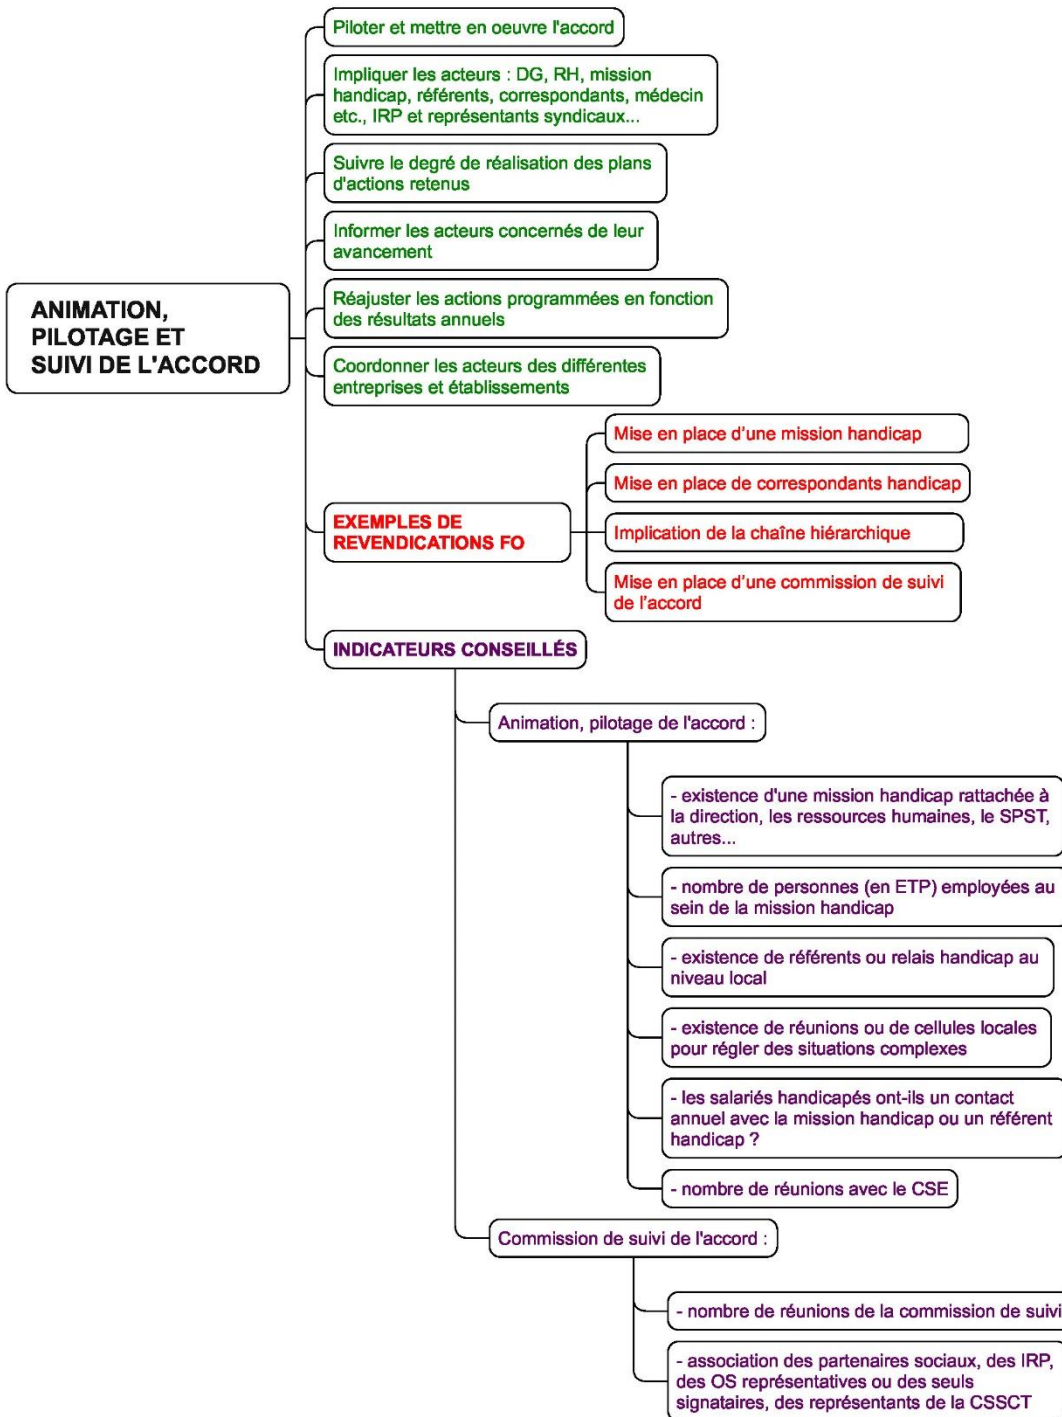 Piloter et mettre en oeuvre l'accord
Impliquer les acteurs : DG, RH, mission
handicap, référents, correspondants, médecin
etc., IRP et représentants syndicaux...
Suivre le degré de réalisation des plans
d'actions retenus
Informer les acteurs concernés de leur
avancement
ANIMATION,
PILOTAGE ET
SUIVI DE L'ACCORD
Réajuster les actions programmées en fonction
des résultats annuels
Coordonner les acteurs des différentes
entreprises et établissements
EXEMPLES DE
REVENDICATIONS FO
Mise en place d’une mission handicap
Mise en place de correspondants handicap
Implication de la chaîne hiérarchique
Mise en place d’une commission de suivi
de l’accord
INDICATEURS CONSEILLÉS
Animation, pilotage de l'accord :
- existence d'une mission handicap rattachée à
la direction, les ressources humaines, le SPST,
autres...
- nombre de personnes (en ETP) employées au
sein de la mission handicap
- existence de référents ou relais handicap au
niveau local
- existence de réunions ou de cellules locales
pour régler des situations complexes
- les salariés handicapés ont-ils un contact
annuel avec la mission handicap ou un référent
handicap ?
- nombre de réunions avec le CSE
Commission de suivi de l'accord :
- nombre de réunions de la commission de suivi
- association des partenaires sociaux, des IRP,
des OS représentatives ou des seuls
signataires, des représentants de la CSSCT